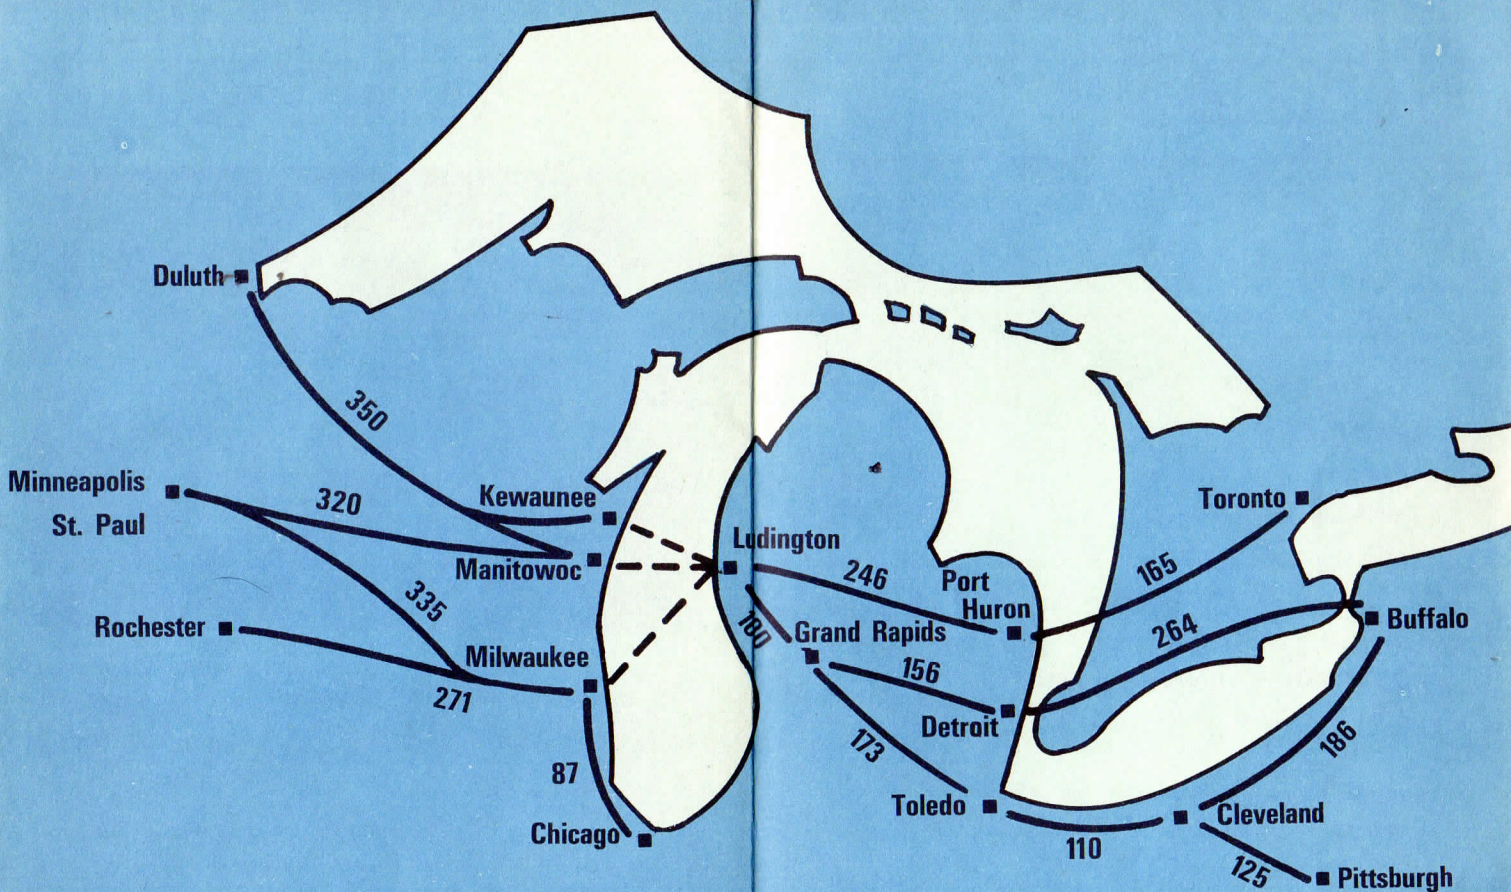 Duluth
350
Minneapolis
St. Paul
320
Kewaunee
Manitowoc
335
Rochester
Milwaukee
271
87
Chicago
Ludington
246
Port
Huron
165
Toronto
Grand Rapids
156
264
Buffalo
Detroit
173
186
Toledo
Cleveland
110
125
Pittsburgh